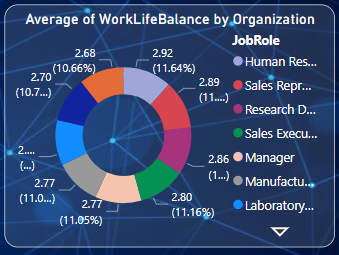 Average of WorkLifeBalance by Organization
JobRole
2.68
(10.66%)
2.92
(11.64%)
2.89
(11....)
2.86
(1...)
2.80
(11.16%)
2.77
(11.05%)
2.77
(11.0...)
2....
(...)
2.70
(10.7...)
Human Res...
Sales Repr...
Research D...
Sales Execu...
Manager
Manufactu...
Laboratory...